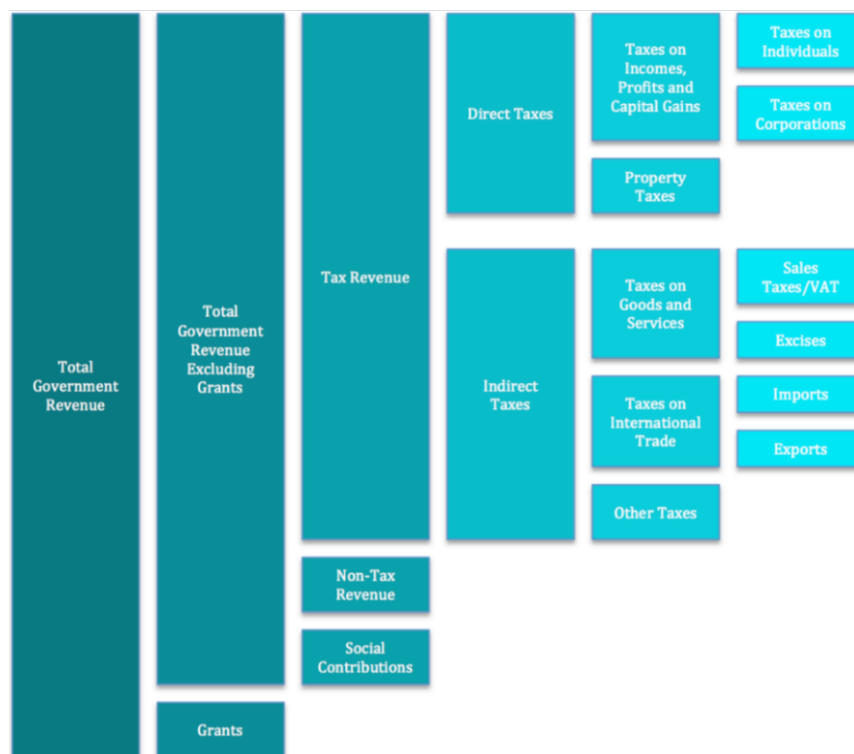 Total
Government
Revenue
Total
Government
Revenue
Excluding
Grants
Grants
Tax Revenue
Non-Tax
Revenue
Social
Contributions
Direct Taxes
Indirect
Taxes
Taxes on
Incomes,
Profits and
Capital Gains
Property
Taxes
Taxes on
Goods and
Services
Taxes on
International
Trade
Other Taxes
Taxes on
Individuals
Taxes on
Corporations
Sales
Taxes/VAT
Excises
Imports
Exports